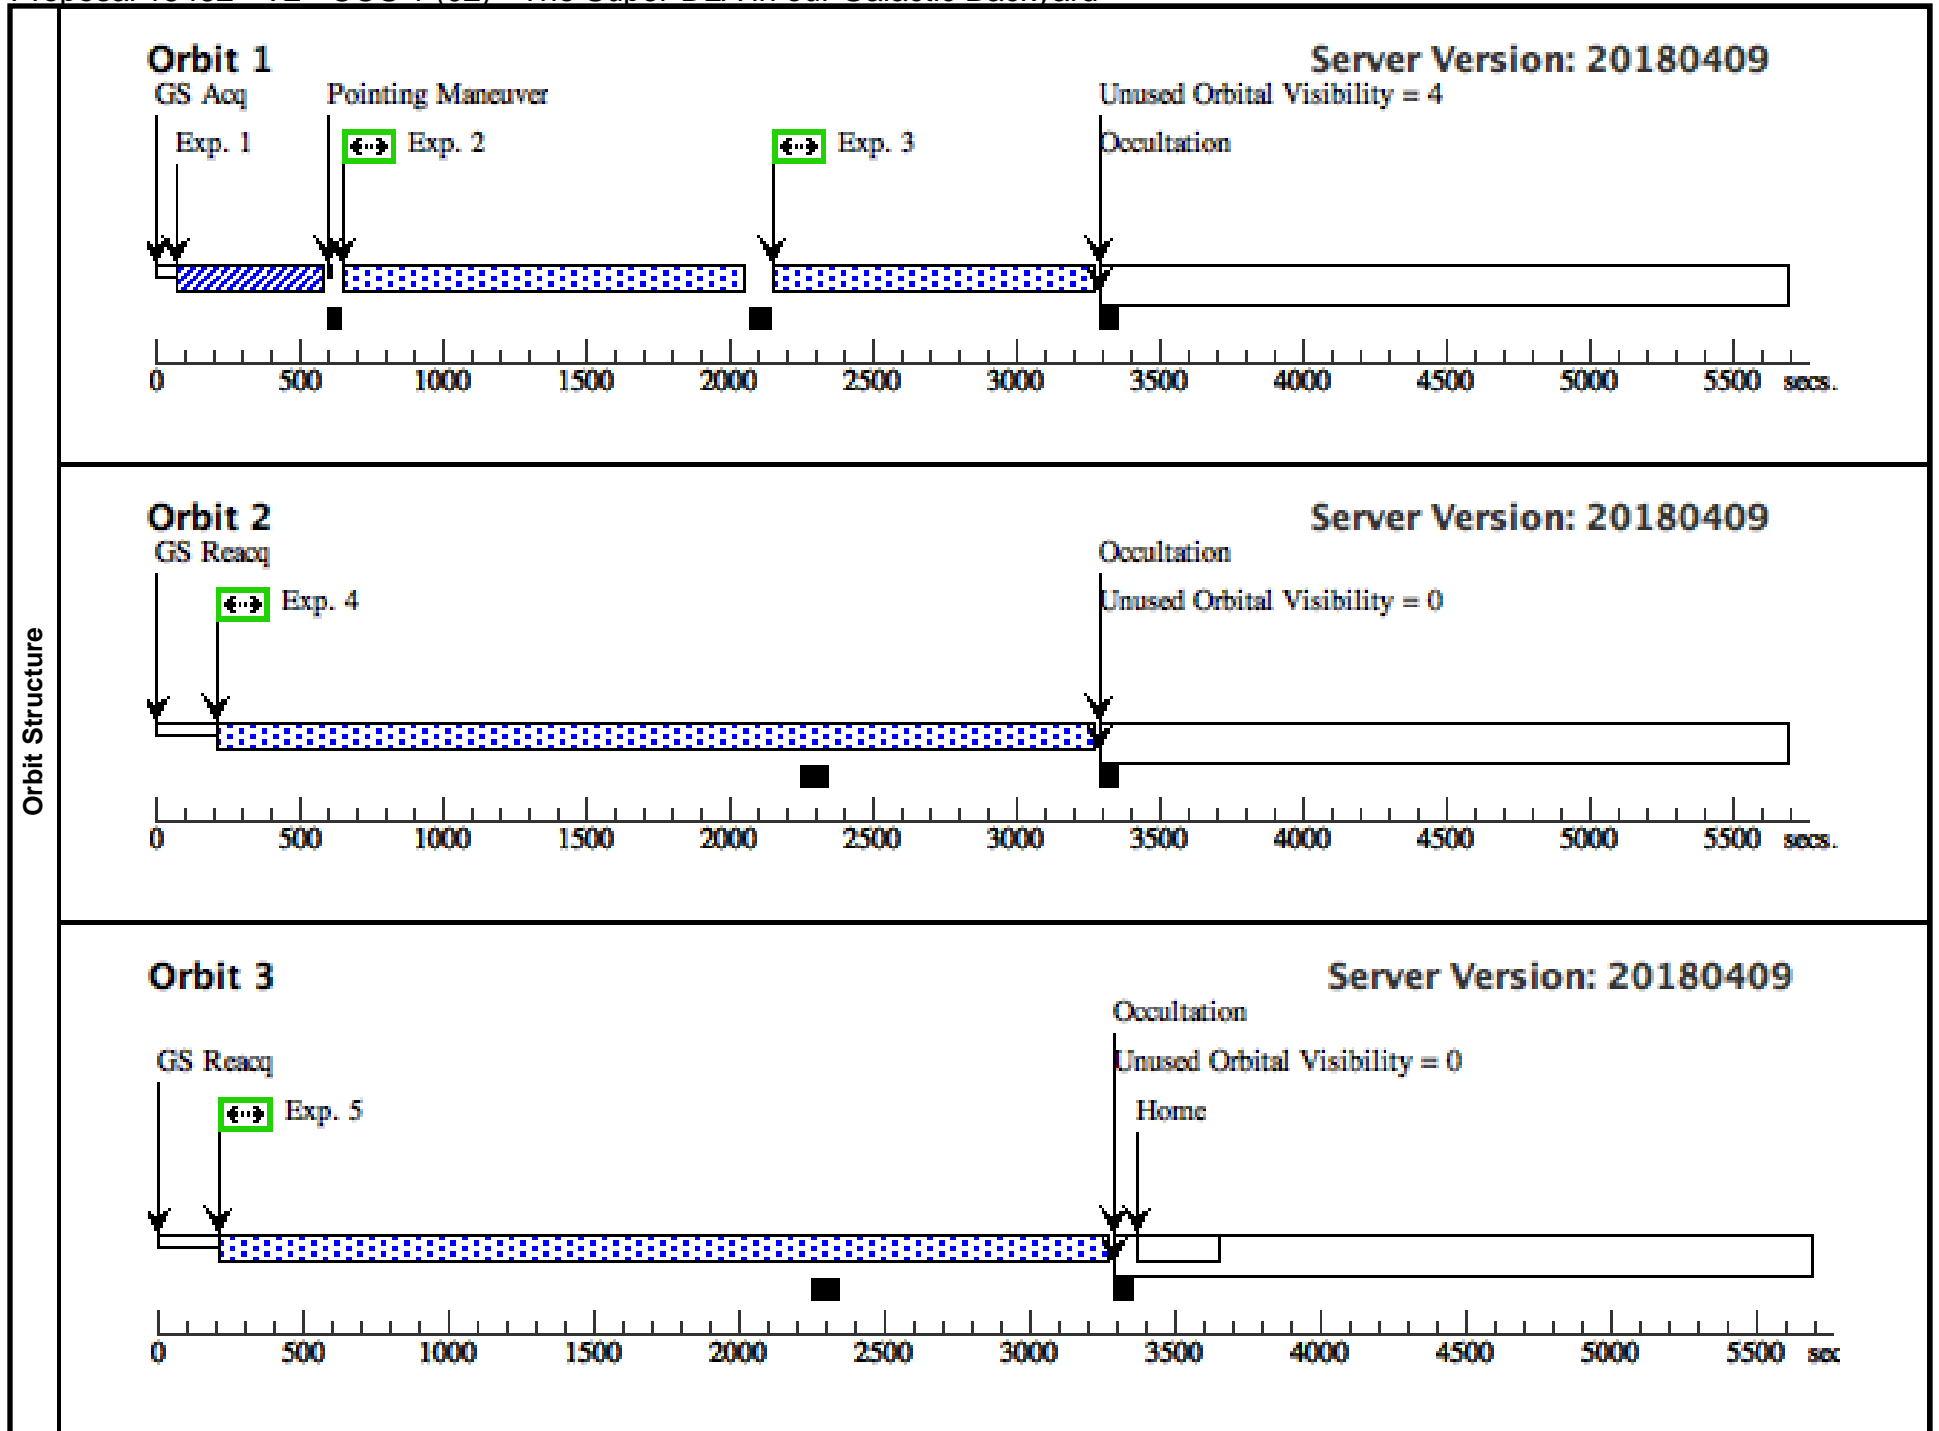 Orbit Structure
Orbit 1
Server Version: 20180409
GS Acq
Pointing Maneuver
Unused Orbital Visibility = 4
Exp. 1
Exp. 2
Exp. 3
Occultation
0 500 1000 1500 2000 2500 3000 3500 4000 4500 5000 5500 secs.
Orbit 2
Server Version: 20180409
GS Reacq
Occultation
Exp. 4
Unused Orbital Visibility = 0
0 500 1000 1500 2000 2500 3000 3500 4000 4500 5000 5500 secs.
Orbit 3
Server Version: 20180409
Occultation
GS Reacq
Unused Orbital Visibility = 0
Exp. 5
Home
0 500 1000 1500 2000 2500 3000 3500 4000 4500 5000 5500 sec